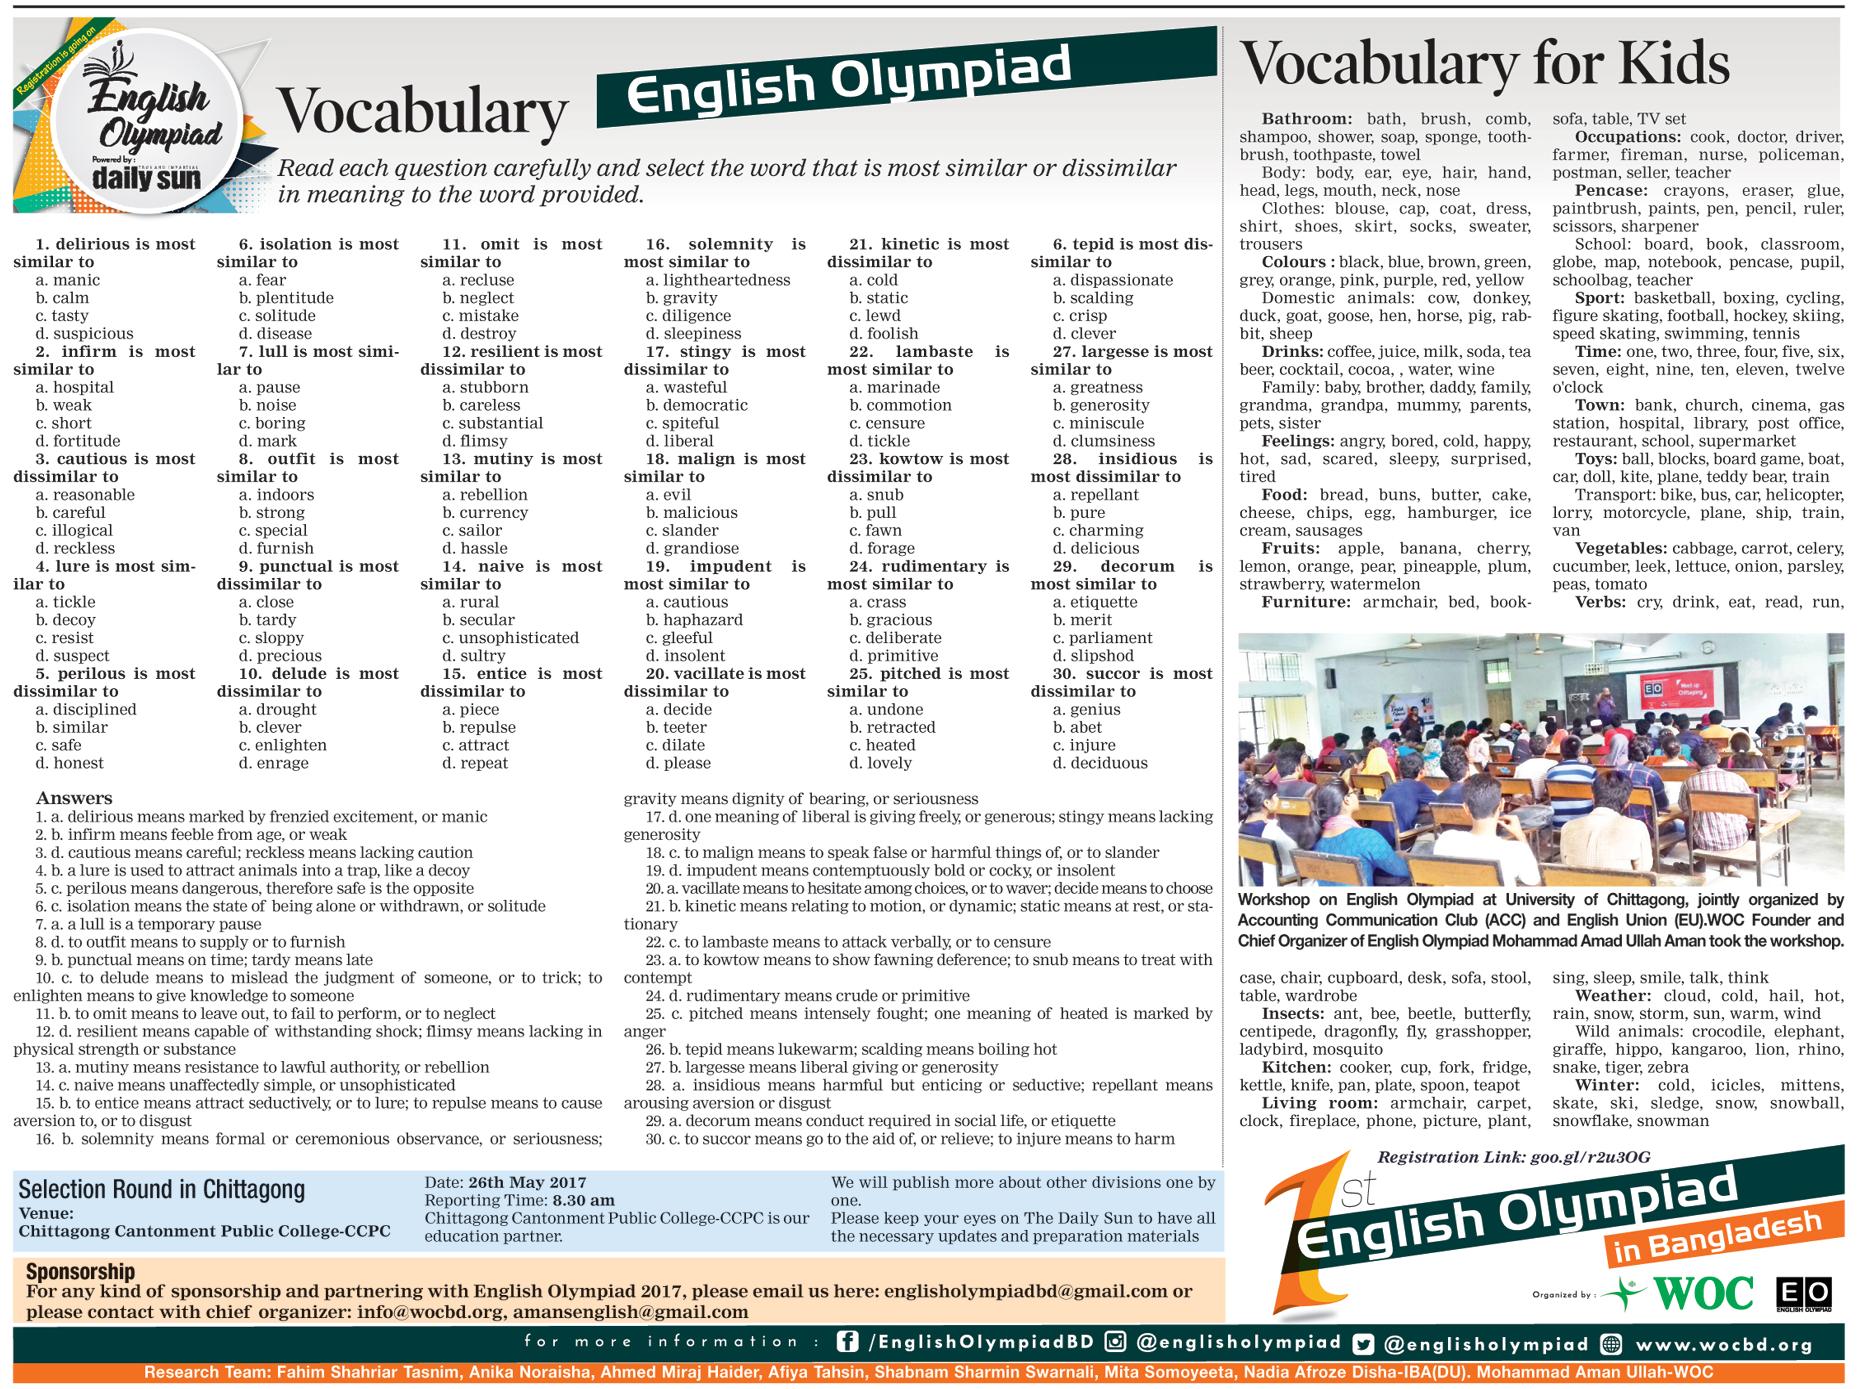 Registration is going on
English
Olympiad
Powered by :
TRUE AND IMPARTIAL
daily sun
Vocabulary
English Olympiad
Read each question carefully and select the word that is most similar or dissimilar
in meaning to the word provided.
1. delirious is most
similar to
a. manic
b. calm
c. tasty
d. suspicious
2. infirm is most
similar to
a. hospital
b. weak
c. short
d. fortitude
3. cautious is most
dissimilar to
a. reasonable
b. careful
c. illogical
d. reckless
4. lure is most sim-
ilar to
a. tickle
b. decoy
c. resist
d. suspect
5. perilous is most
dissimilar to
a. disciplined
b. similar
c. safe
d. honest
6. isolation is most
similar to
a. fear
b. plentitude
c. solitude
d. disease
7. lull is most simi-
lar to
a. pause
b. noise
c. boring
d. mark
8. outfit is most
similar to
a. indoors
b. strong
c. special
d. furnish
9. punctual is most
dissimilar to
a. close
b. tardy
c. sloppy
d. precious
10. delude is most
dissimilar to
a. drought
b. clever
c. enlighten
d. enrage
11. omit is most
similar to
a. recluse
b. neglect
c. mistake
d. destroy
12. resilient is most
dissimilar to
a. stubborn
b. careless
c. substantial
d. flimsy
13. mutiny is most
similar to
a. rebellion
b. currency
c. sailor
d. hassle
14. naive is most
similar to
a. rural
b. secular
c. unsophisticated
d. sultry
15. entice is most
dissimilar to
a. piece
b. repulse
c. attract
d. repeat
16. solemnity is
most similar to
a. lightheartedness
b. gravity
c. diligence
d. sleepiness
17. stingy is most
dissimilar to
a. wasteful
b. democratic
c. spiteful
d. liberal
18. malign is most
similar to
a. evil
b. malicious
c. slander
d. grandiose
19. impudent is
most similar to
a. cautious
b. haphazard
c. gleeful
d. insolent
20. vacillate is most
dissimilar to
a. decide
b. teeter
c. dilate
d. please
21. kinetic is most
dissimilar to
a. cold
b. static
c. lewd
d. foolish
22. lambaste is
most similar to
a. marinade
b. commotion
c. censure
d. tickle
23. kowtow is most
dissimilar to
a. snub
b. pull
c. fawn
d. forage
24. rudimentary is
most similar to
a. crass
b. gracious
c. deliberate
d. primitive
25. pitched is most
similar to
a. undone
b. retracted
c. heated
d. lovely
6. tepid is most dis-
similar to
a. dispassionate
b. scalding
c. crisp
d. clever
27. largesse is most
similar to
a. greatness
b. generosity
c. miniscule
d. clumsiness
28. insidious is
most dissimilar to
a. repellant
b. pure
c. charming
d. delicious
29. decorum is
most similar to
a. etiquette
b. merit
c. parliament
d. slipshod
30. succor is most
dissimilar to
a. genius
b. abet
c. injure
d. deciduous
Answers
1. a. delirious means marked by frenzied excitement, or manic
2. b. infirm means feeble from age, or weak
3. d. cautious means careful; reckless means lacking caution
4. b. a lure is used to attract animals into a trap, like a decoy
5. c. perilous means dangerous, therefore safe is the opposite
6. c. isolation means the state of being alone or withdrawn, or solitude
7. a. a lull is a temporary pause
8. d. to outfit means to supply or to furnish
9. b. punctual means on time; tardy means late
10. c. to delude means to mislead the judgment of someone, or to trick; to
enlighten means to give knowledge to someone
11. b. to omit means to leave out, to fail to perform, or to neglect
12. d. resilient means capable of withstanding shock; flimsy means lacking in
physical strength or substance
13. a. mutiny means resistance to lawful authority, or rebellion
14. c. naive means unaffectedly simple, or unsophisticated
15. b. to entice means attract seductively, or to lure; to repulse means to cause
aversion to, or to disgust
16. b. solemnity means formal or ceremonious observance, or seriousness;
gravity means dignity of bearing, or seriousness
17. d. one meaning of liberal is giving freely, or generous; stingy means lacking
generosity
18. c. to malign means to speak false or harmful things of, or to slander
19. d. impudent means contemptuously bold or cocky, or insolent
20. a. vacillate means to hesitate among choices, or to waver; decide means to choose
21. b. kinetic means relating to motion, or dynamic; static means at rest, or sta-
tionary
22. c. to lambaste means to attack verbally, or to censure
23. a. to kowtow means to show fawning deference; to snub means to treat with
contempt
24. d. rudimentary means crude or primitive
25. c. pitched means intensely fought; one meaning of heated is marked by
anger
26. b. tepid means lukewarm; scalding means boiling hot
27. b. largesse means liberal giving or generosity
28. a. insidious means harmful but enticing or seductive; repellant means
arousing aversion or disgust
29. a. decorum means conduct required in social life, or etiquette
30. c. to succor means go to the aid of, or relieve; to injure means to harm
Selection Round in Chittagong
Venue:
Chittagong Cantonment Public College-CCPC
Date: 26th May 2017
Reporting Time: 8.30 am
Chittagong Cantonment Public College-CCPC is our
education partner.
We will publish more about other divisions one by
one.
Please keep your eyes on The Daily Sun to have all
the necessary updates and preparation materials
Sponsorship
For any kind of sponsorship and partnering with English Olympiad 2017, please email us here: englisholympiadbd@gmail.com or
please contact with chief organizer: info@wocbd.org, amansenglish@gmail.com
Vocabulary for Kids
Bathroom: bath, brush, comb,
shampoo, shower, soap, sponge, tooth-
brush, toothpaste, towel
Body: body, ear, eye, hair, hand,
head, legs, mouth, neck, nose
Clothes: blouse, cap, coat, dress,
shirt, shoes, skirt, socks, sweater,
trousers
Colours : black, blue, brown, green,
grey, orange, pink, purple, red, yellow
Domestic animals: cow, donkey,
duck, goat, goose, hen, horse, pig, rab-
bit, sheep
Drinks: coffee, juice, milk, soda, tea
beer, cocktail, cocoa, , water, wine
Family: baby, brother, daddy, family,
grandma, grandpa, mummy, parents,
pets, sister
Feelings: angry, bored, cold, happy,
hot, sad, scared, sleepy, surprised,
tired
Food: bread, buns, butter, cake,
cheese, chips, egg, hamburger, ice
cream, sausages
Fruits: apple, banana, cherry,
lemon, orange, pear, pineapple, plum,
strawberry, watermelon
Furniture: armchair, bed, book-
case, chair, cupboard, desk, sofa, stool,
table, wardrobe
Insects: ant, bee, beetle, butterfly,
centipede, dragonfly, fly, grasshopper,
ladybird, mosquito
Kitchen: cooker, cup, fork, fridge,
kettle, knife, pan, plate, spoon, teapot
Living room: armchair, carpet,
clock, fireplace, phone, picture, plant,
sofa, table, TV set
Occupations: cook, doctor, driver,
farmer, fireman, nurse, policeman,
postman, seller, teacher
Pencase: crayons, eraser, glue,
paintbrush, paints, pen, pencil, ruler,
scissors, sharpener
School: board, book, classroom,
globe, map, notebook, pencase, pupil,
schoolbag, teacher
Sport: basketball, boxing, cycling,
figure skating, football, hockey, skiing,
speed skating, swimming, tennis
Time: one, two, three, four, five, six,
seven, eight, nine, ten, eleven, twelve
o'clock
Town: bank, church, cinema, gas
station, hospital, library, post office,
restaurant, school, supermarket
Toys: ball, blocks, board game, boat,
car, doll, kite, plane, teddy bear, train
Transport: bike, bus, car, helicopter,
lorry, motorcycle, plane, ship, train,
van
Vegetables: cabbage, carrot, celery,
cucumber, leek, lettuce, onion, parsley,
peas, tomato
Verbs: cry, drink, eat, read, run,
sing, sleep, smile, talk, think
Weather: cloud, cold, hail, hot,
rain, snow, storm, sun, warm, wind
Wild animals: crocodile, elephant,
giraffe, hippo, kangaroo, lion, rhino,
snake, tiger, zebra
Winter: cold, icicles, mittens,
skate, ski, sledge, snow, snowball,
snowflake, snowman
EO
Meet up
Chittagong
Workshop on English Olympiad at University of Chittagong, jointly organized by
Accounting Communication Club (ACC) and English Union (EU).WOC Founder and
Chief Organizer of English Olympiad Mohammad Amad Ullah Aman took the workshop.
Registration Link: goo.gl/r2u3OG
1st
English Olympiad
in Bangladesh
Organized by :
WOC
EO
ENGLISH OLYMPIAD
for more information : /EnglishOlympiadBD @englisholympiad @englisholympiad www.wocbd.org
Research Team: Fahim Shahriar Tasnim, Anika Noraisha, Ahmed Miraj Haider, Afiya Tahsin, Shabnam Sharmin Swarnali, Mita Somoyeeta, Nadia Afroze Disha-IBA(DU). Mohammad Aman Ullah-WOC